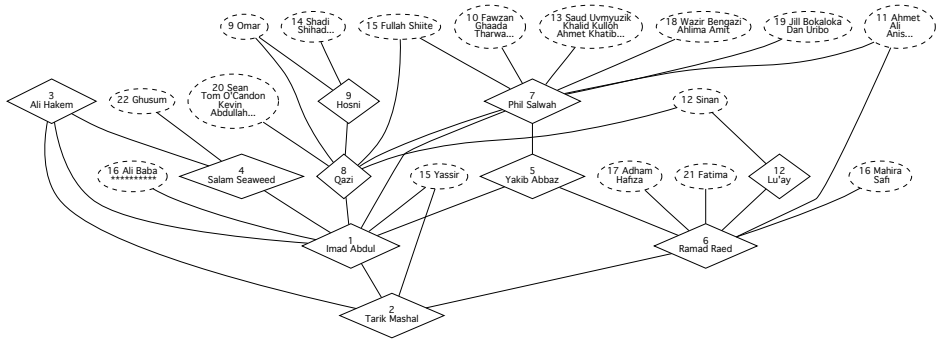 9 Omar
14 Shadi
Shihad...
15 Fullah Shiite
10 Fawzan
Ghaada
Tharwa...
13 Saud Uvmyuzik
Khalid Kulloh
Ahmet Khatib...
18 Wazir Bengazi
Ahlima Amit
19 Jill Bokaloka
Dan Uribo
11 Ahmet
Ali
Anis...
3
Ali Hakem
22 Ghusum
20 Sean
Tom O'Candon
Kevin
Abdullah...
9
Hosni
7
Phil Salwah
12 Sinan
16 Ali Baba
**********
4
Salam Seaweed
8
Qazi
15 Yassir
5
Yakib Abbaz
17 Adham
Hafiza
21 Fatima
12
Lu'ay
16 Mahira
Safi
1
Imad Abdul
6
Ramad Raed
2
Tarik Mashal